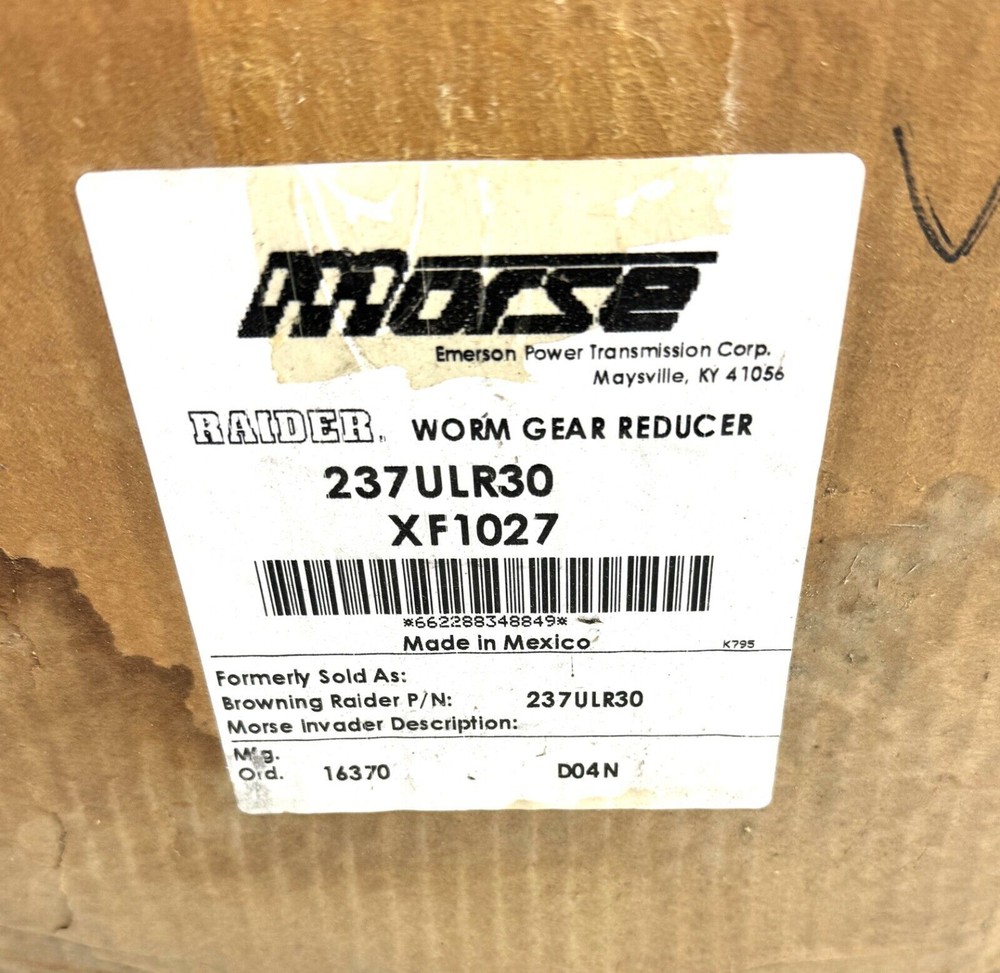 morse
Emerson Power Transmission Corp.
Maysville, KY 41056
RAIDER. WORM GEAR REDUCER
237ULR30
XF1027
*662288348849*
Made in Mexico K795
Formerly Sold As:
Browning Raider P/N: 237ULR30
Morse Invader Description:
Mfg.
Ord. 16370 D04N